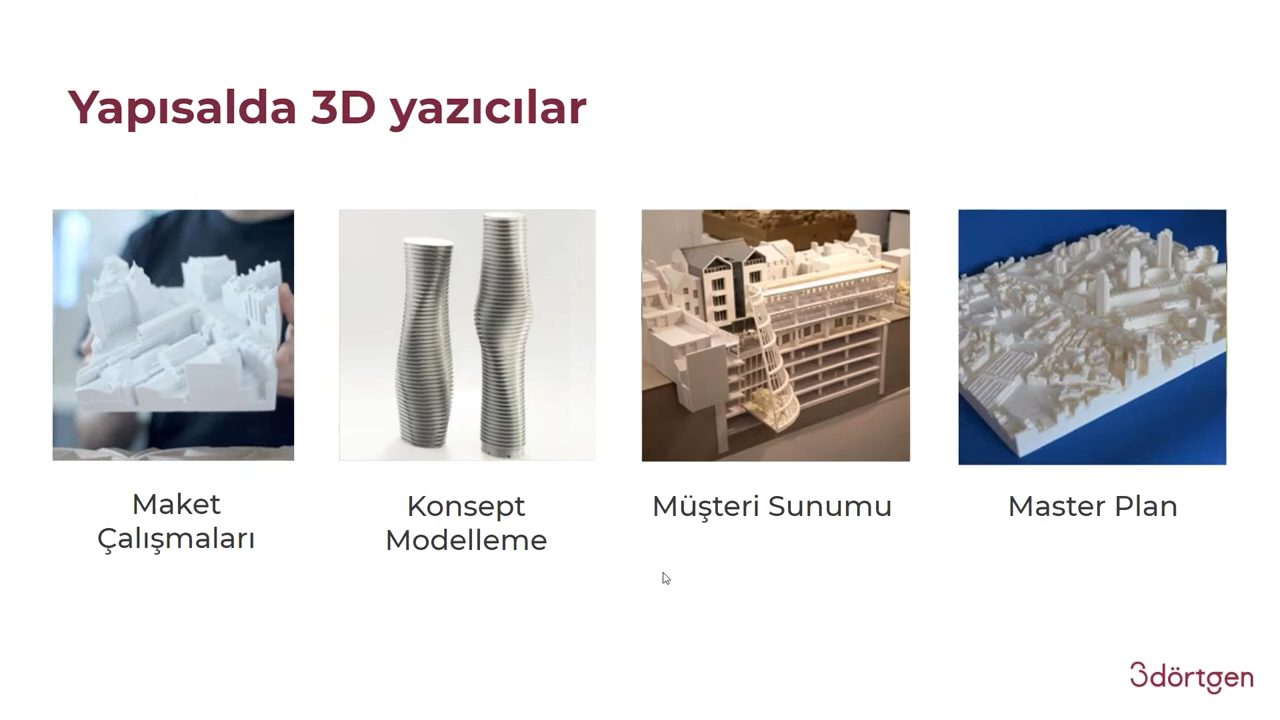 Yapısalda 3D yazıcılar
Maket
Çalışmaları
Konsept
Modelleme
Müşteri Sunumu
Master Plan
3dörtgen